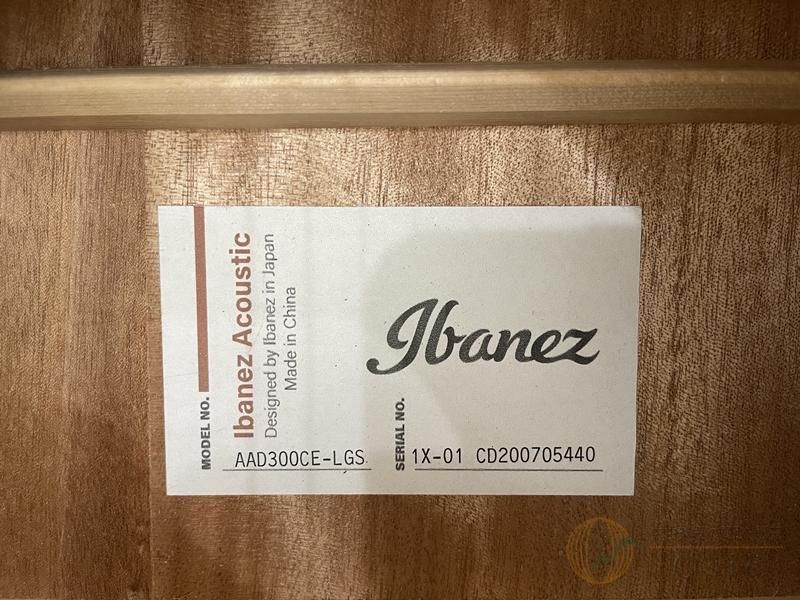 Ibanez Acoustic
Designed by Ibanez in Japan
Made in China
Ibanez
MODEL NO. AAD300CE-LGS
SERIAL NO. 1X-01 CD200705440